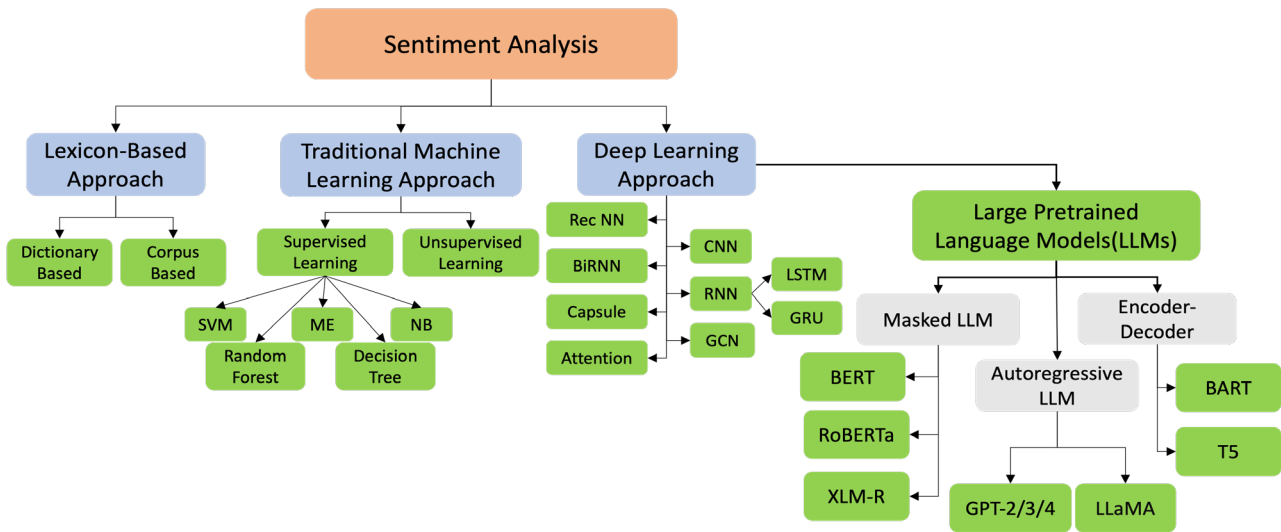 Sentiment Analysis
Lexicon-Based
Approach
Traditional Machine
Learning Approach
Deep Learning
Approach
Dictionary
Based
Corpus
Based
Supervised
Learning
Unsupervised
Learning
SVM
ME
NB
Random
Forest
Decision
Tree
Rec NN
CNN
BiRNN
RNN
LSTM
GRU
Capsule
GCN
Attention
Large Pretrained
Language Models(LLMs)
Masked LLM
Encoder-
Decoder
Autoregressive
LLM
BERT
RoBERTa
XLM-R
GPT-2/3/4
LLaMA
BART
T5